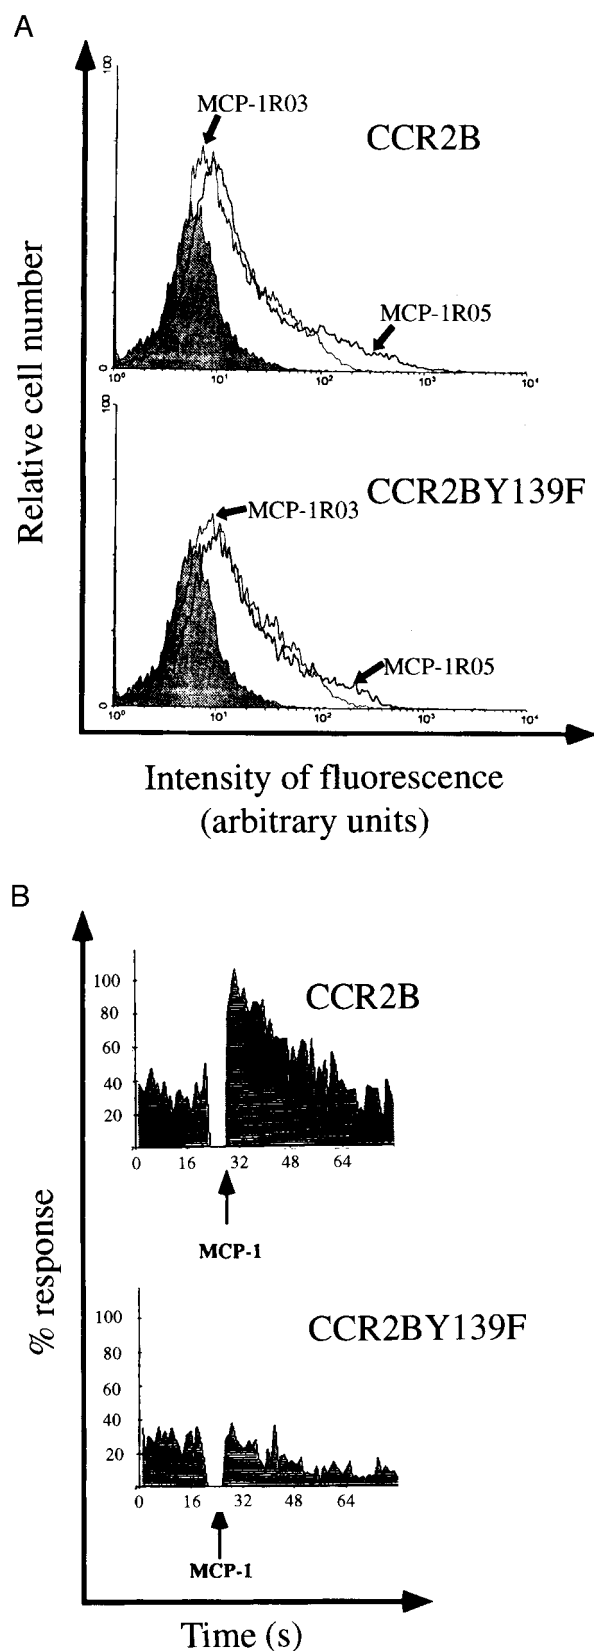 A
Relative cell number
100
MCP-1R03
CCR2B
MCP-1R05
0
10⁰ 10¹ 10² 10³ 10⁴
100
CCR2BY139F
MCP-1R03
MCP-1R05
0
10⁰ 10¹ 10² 10³ 10⁴
Intensity of fluorescence
(arbitrary units)
B
% response
100
80
60
40
20
CCR2B
0 16 32 48 64
MCP-1
100
80
60
40
20
CCR2BY139F
0 16 32 48 64
MCP-1
Time (s)